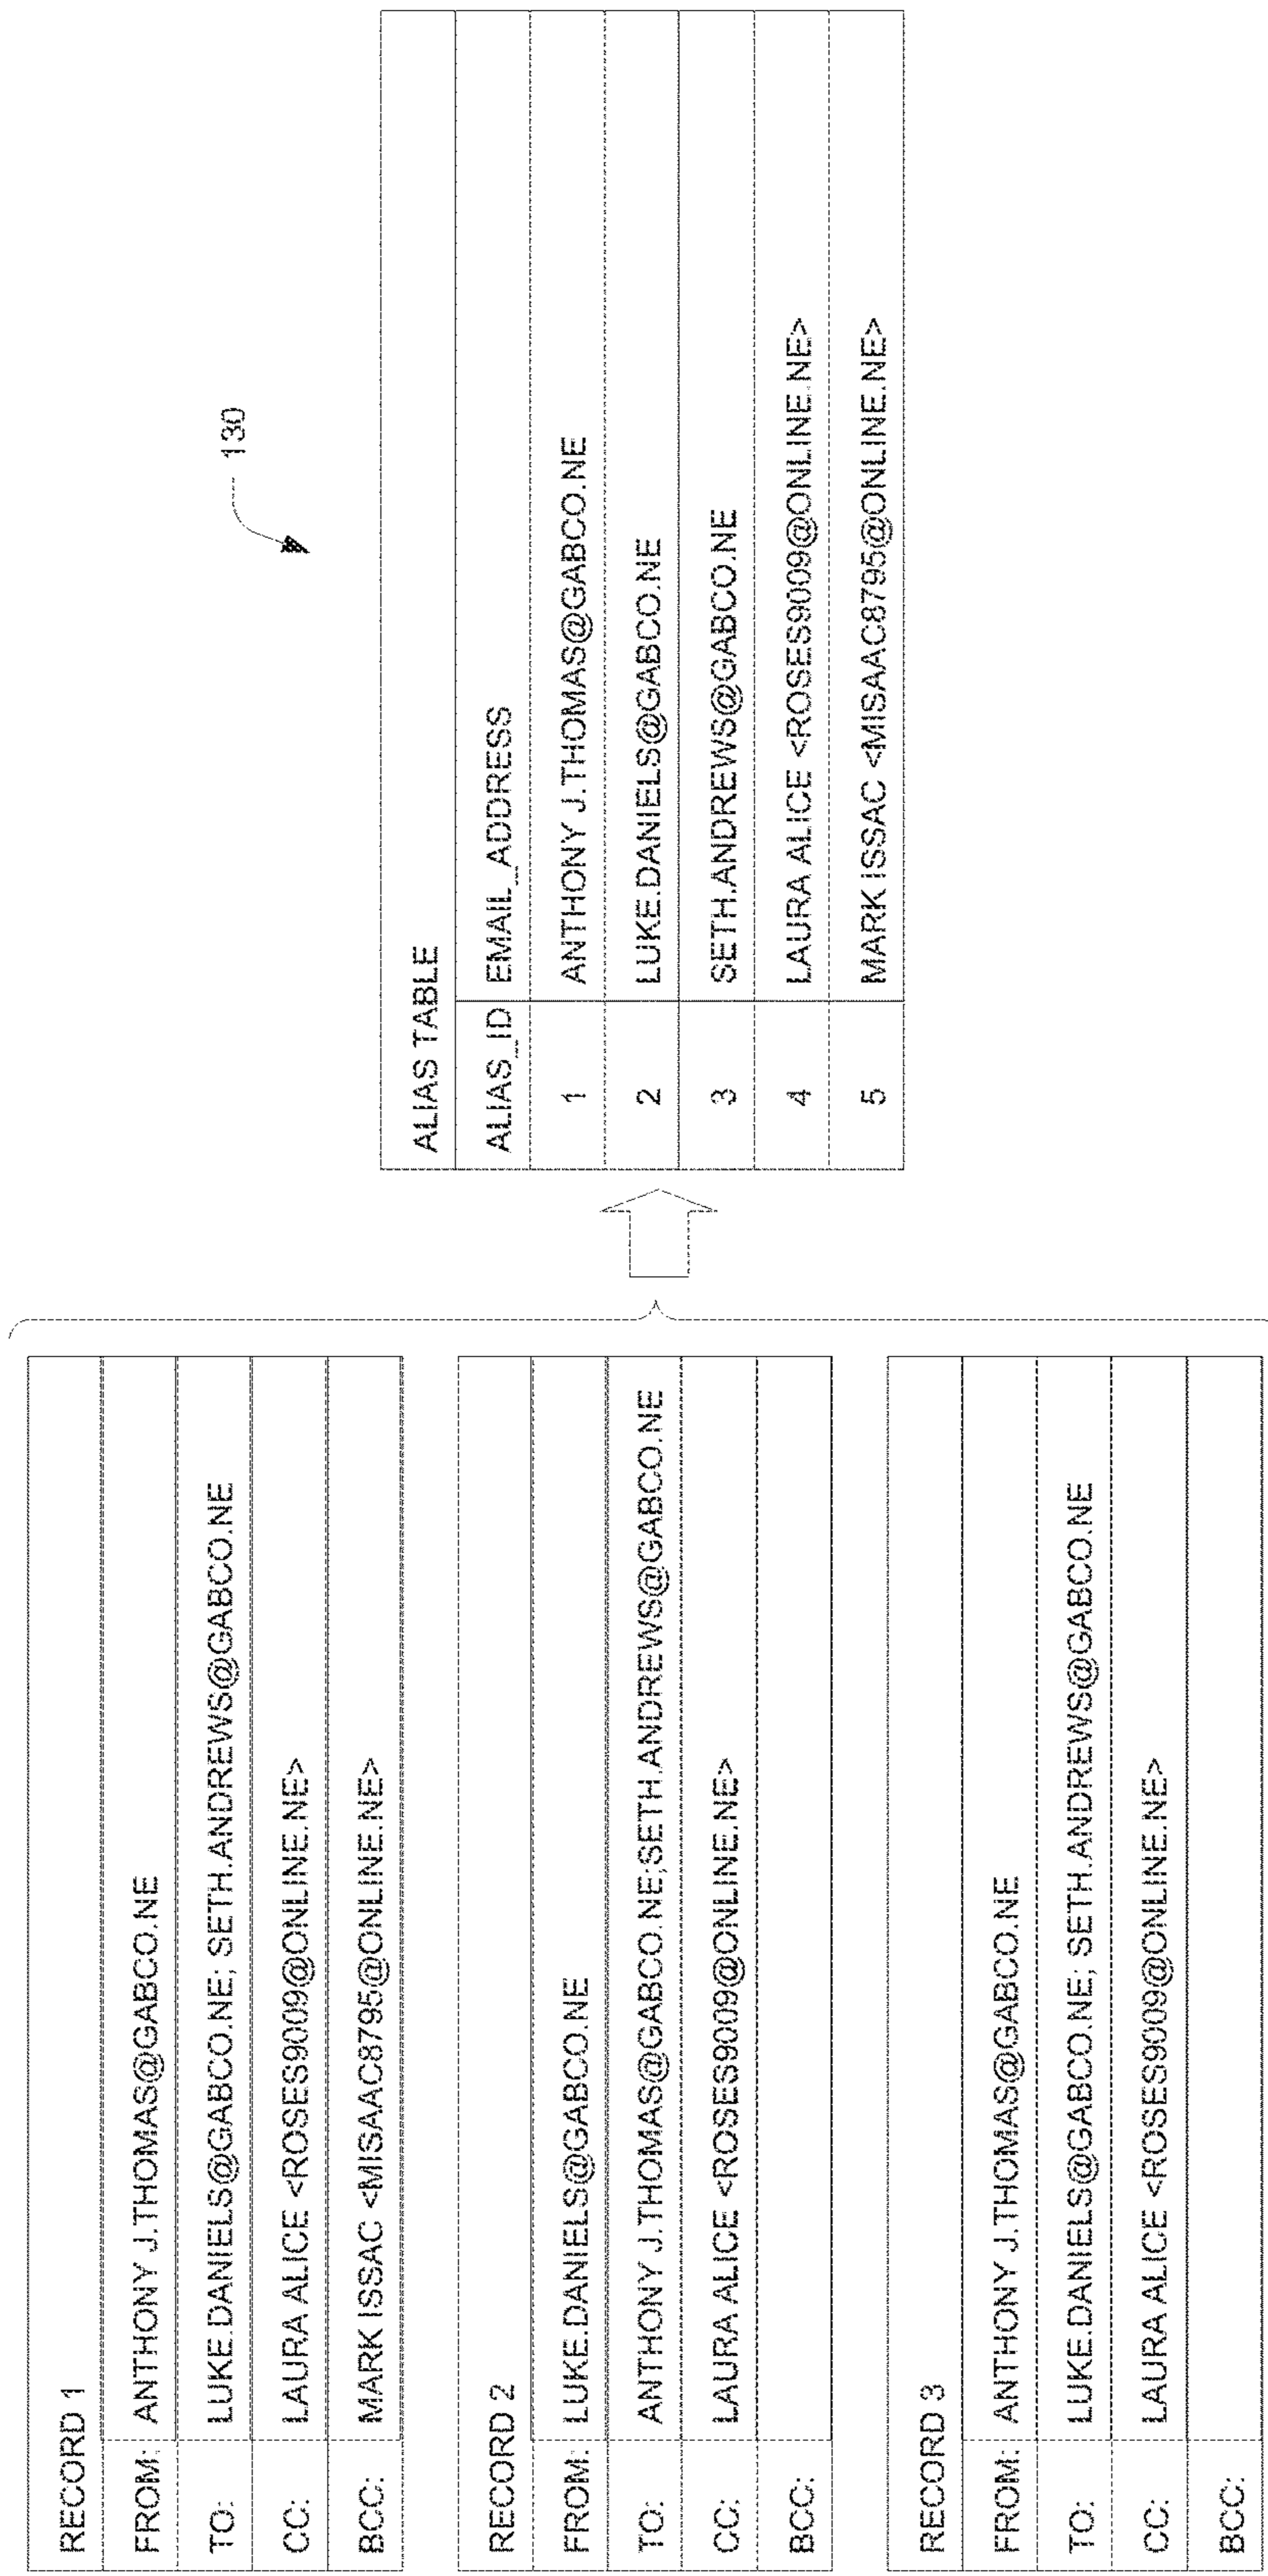 RECORD 1
FROM: ANTHONY J.THOMAS@GABCO.NE
TO: LUKE.DANIELS@GABCO.NE; SETH.ANDREWS@GABCO.NE
CC: LAURA ALICE <ROSES9009@ONLINE.NE>
BCC: MARK ISSAC <MISAAC8795@ONLINE.NE>
RECORD 2
FROM: LUKE.DANIELS@GABCO.NE
TO: ANTHONY J.THOMAS@GABCO.NE;SETH.ANDREWS@GABCO.NE
CC: LAURA ALICE <ROSES9009@ONLINE.NE>
BCC:
RECORD 3
FROM: ANTHONY J.THOMAS@GABCO.NE
TO: LUKE.DANIELS@GABCO.NE; SETH.ANDREWS@GABCO.NE
CC: LAURA ALICE <ROSES9009@ONLINE.NE>
BCC:
130
ALIAS TABLE
ALIAS_ID EMAIL_ADDRESS
1 ANTHONY J.THOMAS@GABCO.NE
2 LUKE.DANIELS@GABCO.NE
3 SETH.ANDREWS@GABCO.NE
4 LAURA ALICE <ROSES9009@ONLINE.NE>
5 MARK ISSAC <MISAAC8795@ONLINE.NE>